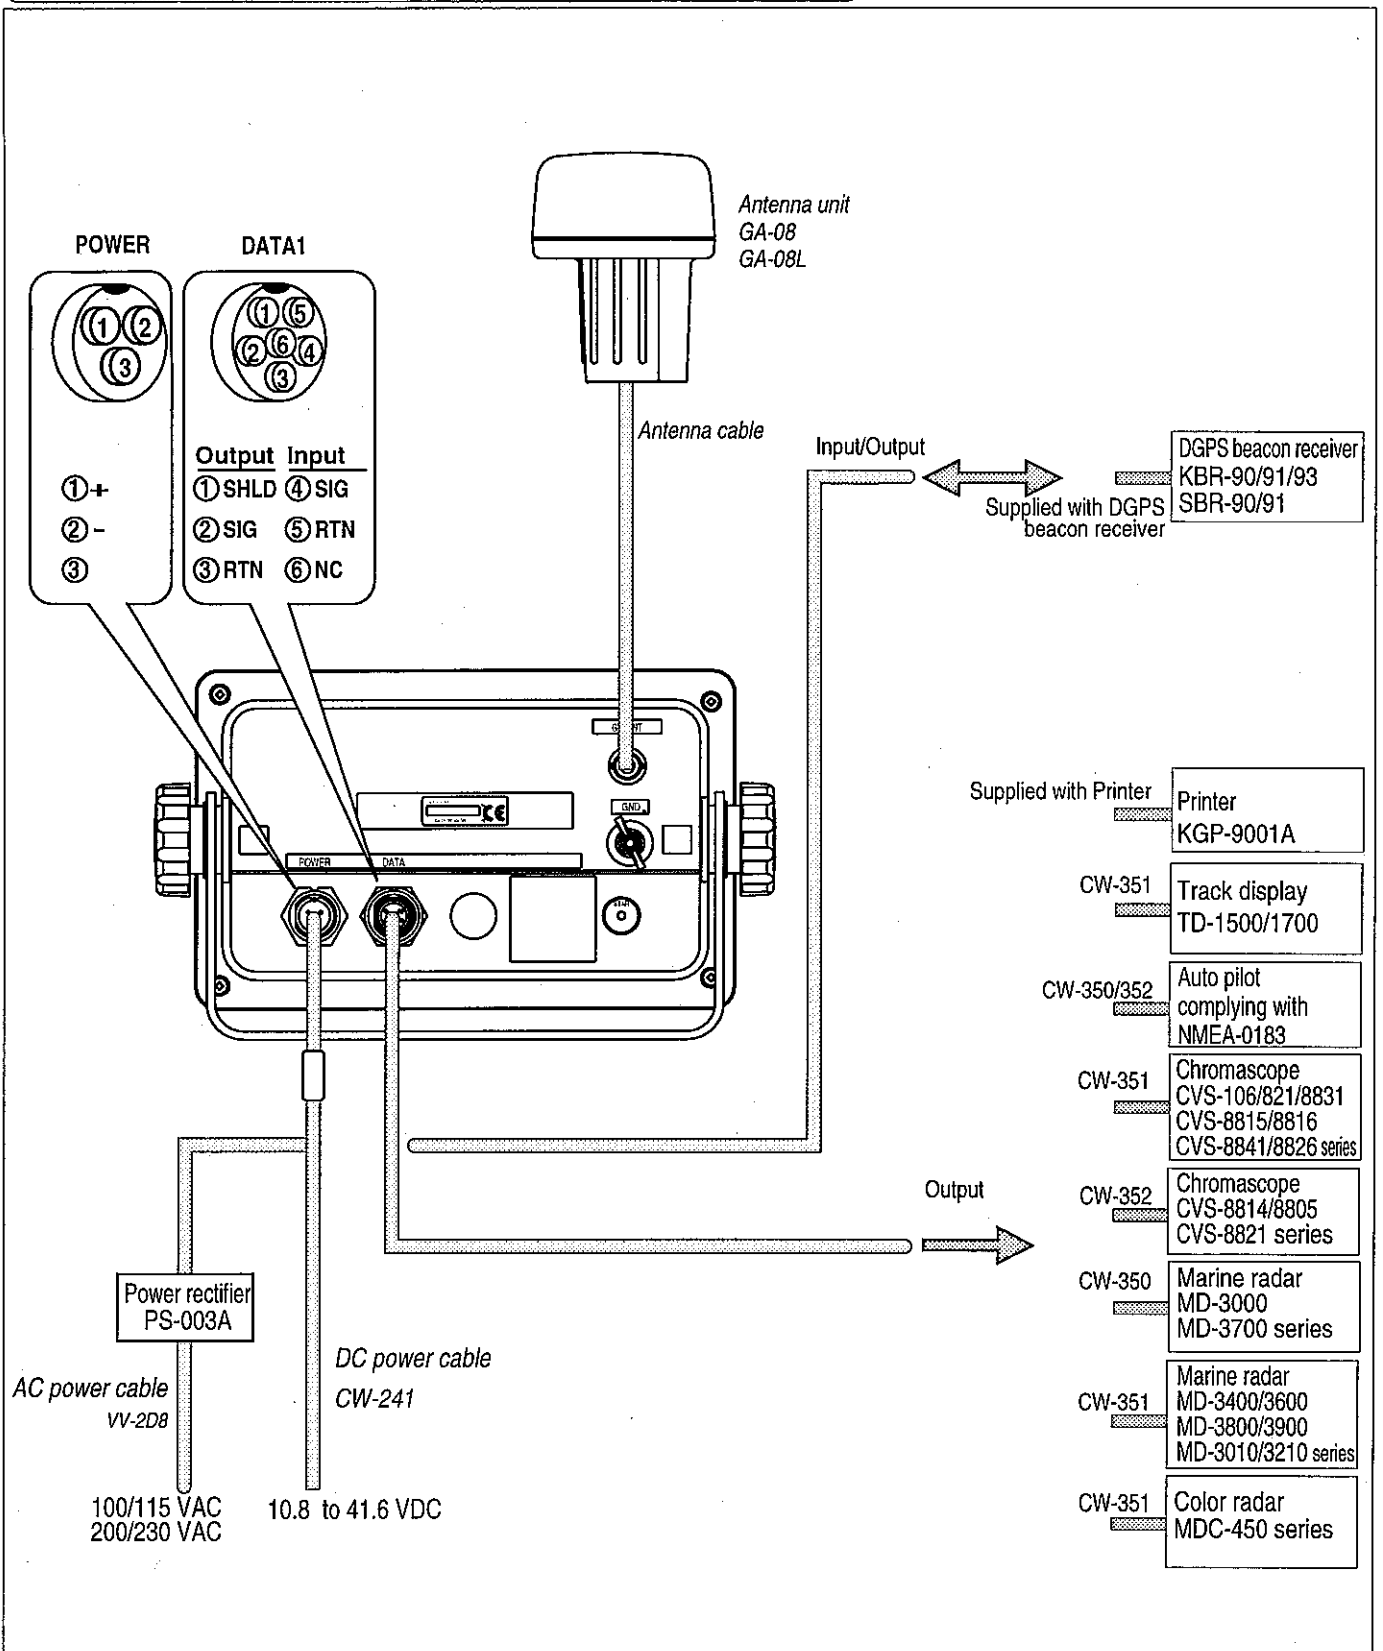 POWER
DATA1
①②③
①⑤②⑥④③
①+
②-
③
Output Input
①SHLD ④SIG
②SIG ⑤RTN
③RTN ⑥NC
Antenna unit
GA-08
GA-08L
Antenna cable
GND
POWER DATA
CE
Input/Output
Supplied with DGPS
beacon receiver
DGPS beacon receiver
KBR-90/91/93
SBR-90/91
Supplied with Printer
Printer
KGP-9001A
CW-351
Track display
TD-1500/1700
CW-350/352
Auto pilot
complying with
NMEA-0183
CW-351
Chromascope
CVS-106/821/8831
CVS-8815/8816
CVS-8841/8826 series
Output
CW-352
Chromascope
CVS-8814/8805
CVS-8821 series
CW-350
Marine radar
MD-3000
MD-3700 series
CW-351
Marine radar
MD-3400/3600
MD-3800/3900
MD-3010/3210 series
CW-351
Color radar
MDC-450 series
Power rectifier
PS-003A
AC power cable
VV-2D8
DC power cable
CW-241
100/115 VAC
200/230 VAC
10.8 to 41.6 VDC